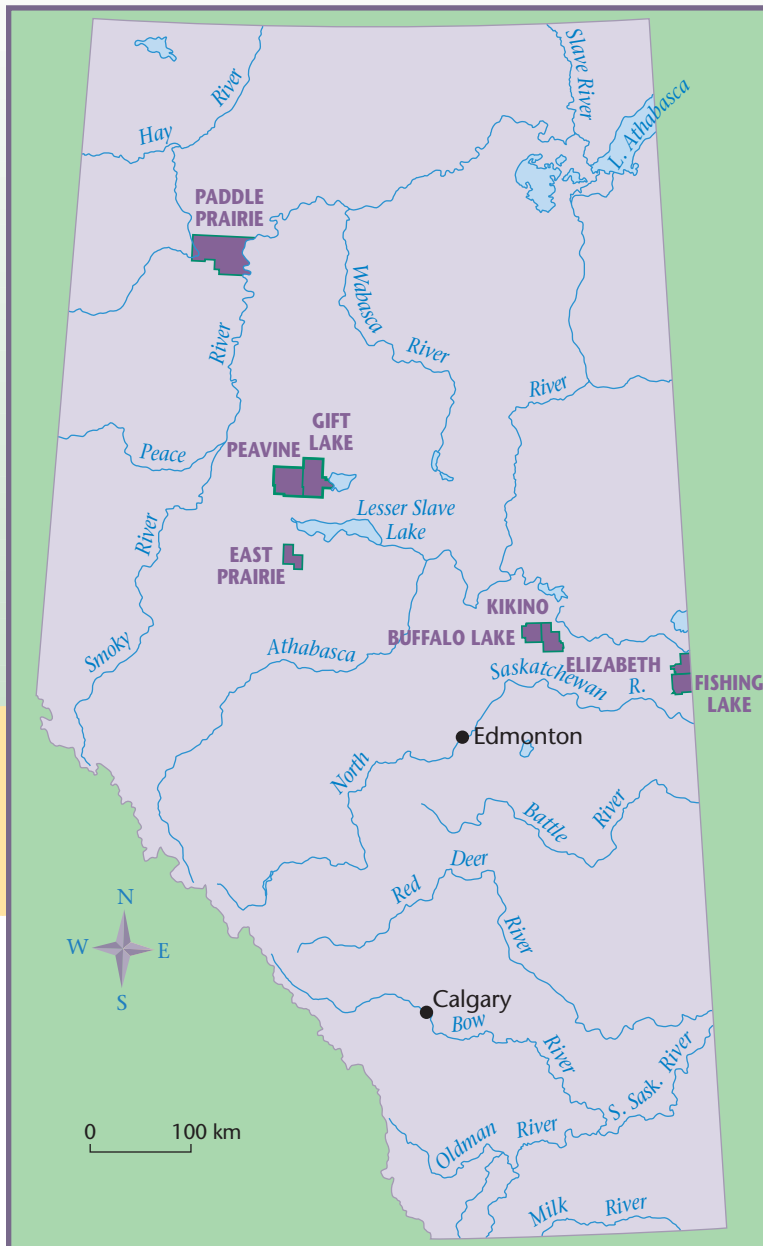 Hay
River
Slave River
L. Athabasca
PADDLE
PRAIRIE
Wabasca
River
River
River
Peace
River
PEAVINE
GIFT
LAKE
Lesser Slave
Lake
EAST
PRAIRIE
Smoky
Athabasca
KIKINO
BUFFALO LAKE
ELIZABETH
FISHING
LAKE
Saskatchewan
R.
North
Edmonton
Battle
River
Red
Deer
River
N
W
E
S
Calgary
Bow
River
S. Sask.
River
Oldman
River
Milk
River
0
100 km